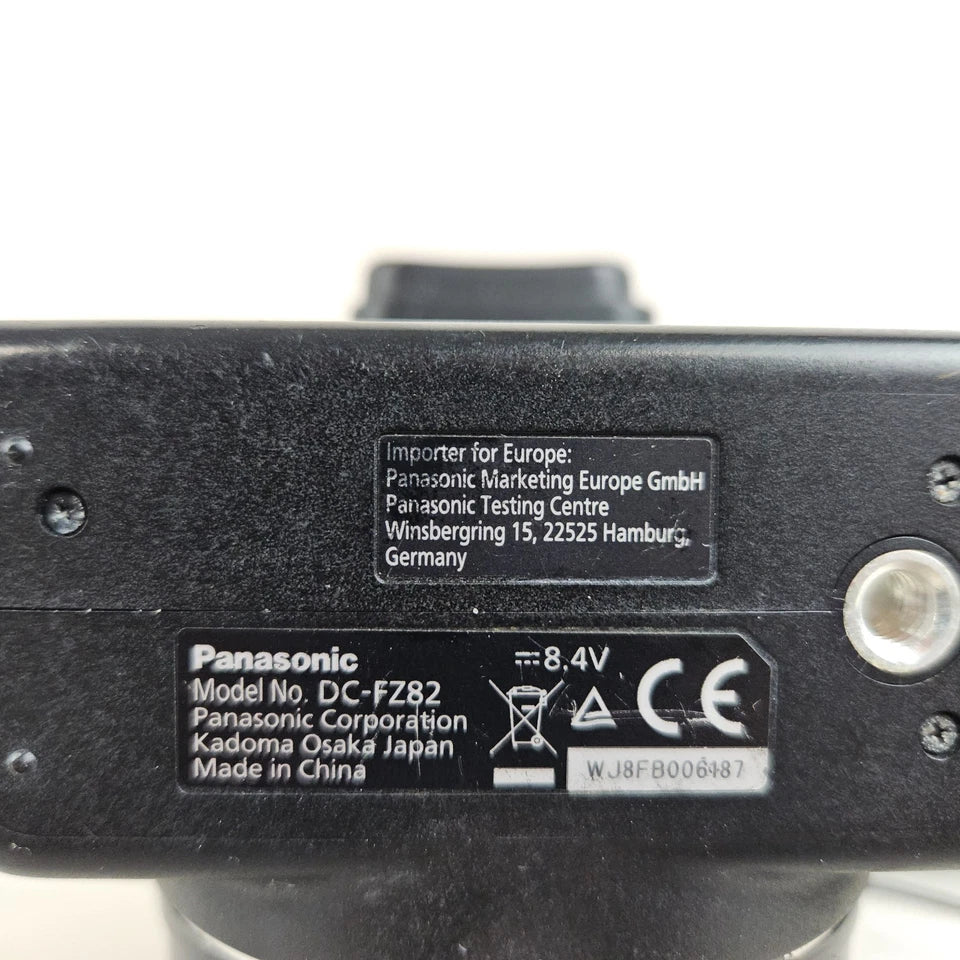 Importer for Europe:
Panasonic Marketing Europe GmbH
Panasonic Testing Centre
Winsbergring 15, 22525 Hamburg,
Germany
Panasonic
Model No. DC-FZ82
Panasonic Corporation
Kadoma Osaka Japan
Made in China
8.4V
CE
WJ8FB006187